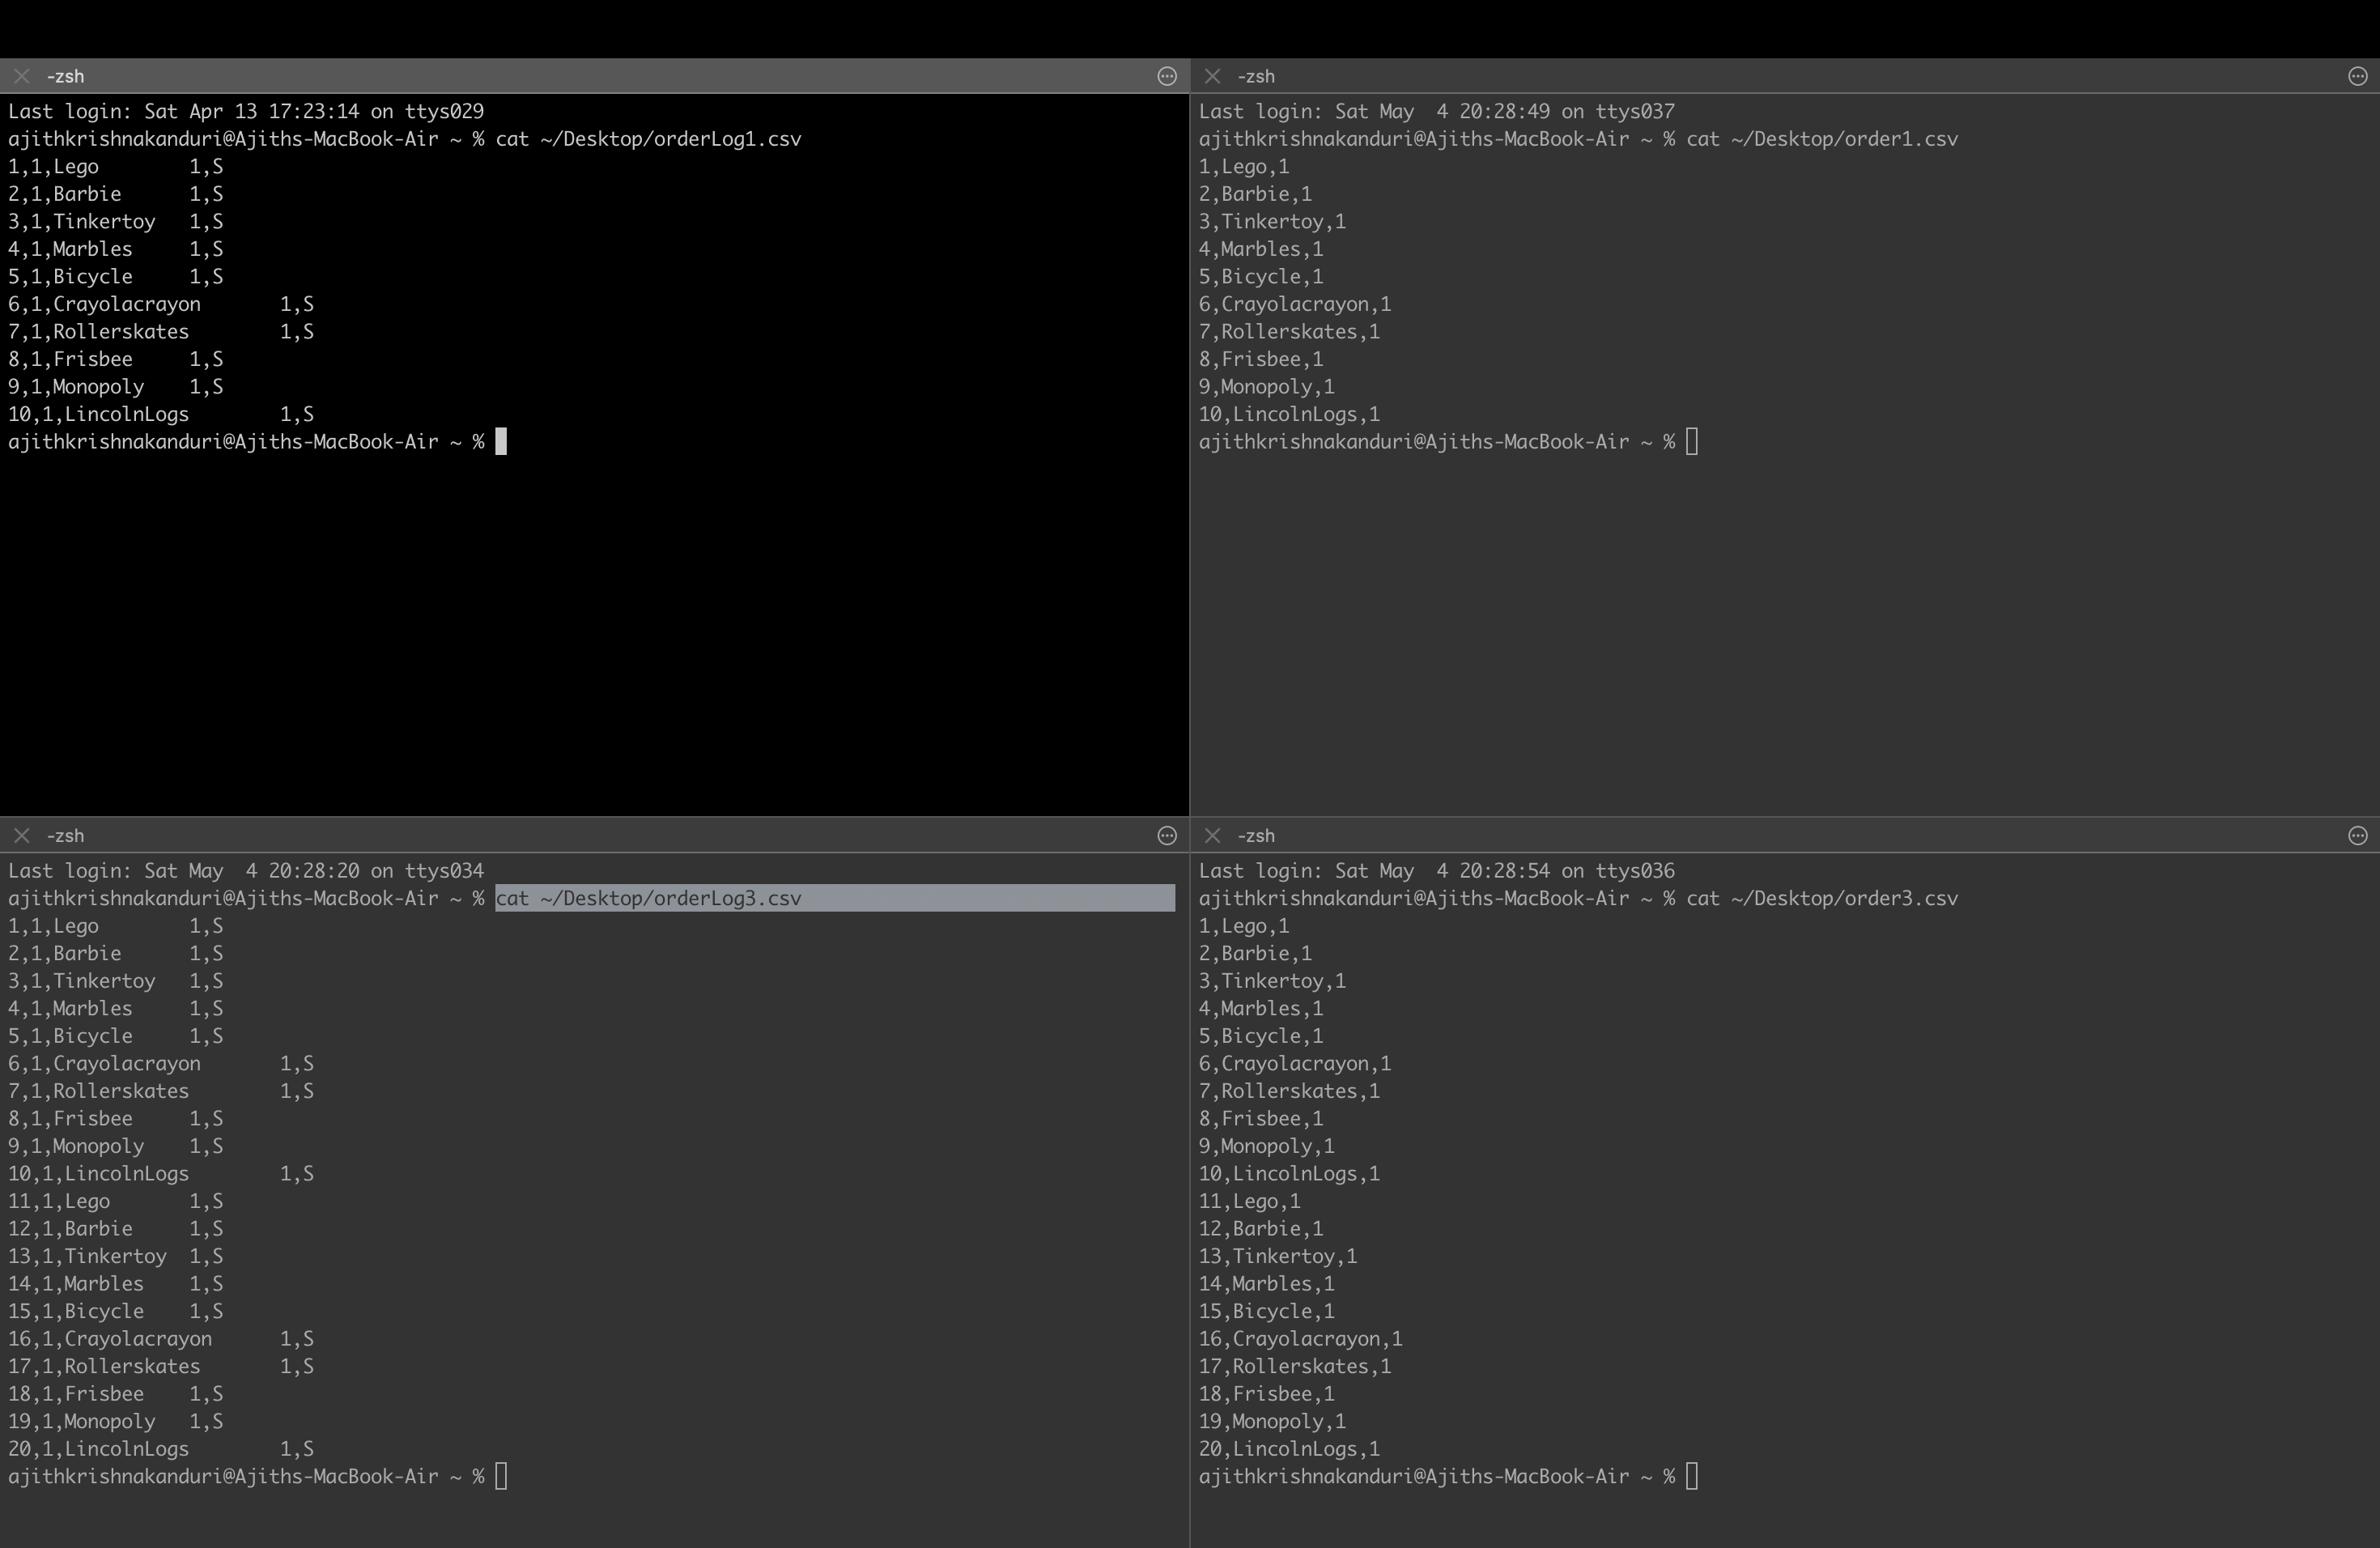 -zsh
Last login: Sat Apr 13 17:23:14 on ttys029
ajithkrishnakanduri@Ajiths-MacBook-Air ~ % cat ~/Desktop/orderLog1.csv
1,1,Lego        1,S
2,1,Barbie      1,S
3,1,Tinkertoy   1,S
4,1,Marbles     1,S
5,1,Bicycle     1,S
6,1,Crayolacrayon       1,S
7,1,Rollerskates        1,S
8,1,Frisbee     1,S
9,1,Monopoly    1,S
10,1,LincolnLogs        1,S
ajithkrishnakanduri@Ajiths-MacBook-Air ~ %
-zsh
Last login: Sat May  4 20:28:49 on ttys037
ajithkrishnakanduri@Ajiths-MacBook-Air ~ % cat ~/Desktop/order1.csv
1,Lego,1
2,Barbie,1
3,Tinkertoy,1
4,Marbles,1
5,Bicycle,1
6,Crayolacrayon,1
7,Rollerskates,1
8,Frisbee,1
9,Monopoly,1
10,LincolnLogs,1
ajithkrishnakanduri@Ajiths-MacBook-Air ~ %
-zsh
Last login: Sat May  4 20:28:20 on ttys034
ajithkrishnakanduri@Ajiths-MacBook-Air ~ % cat ~/Desktop/orderLog3.csv
1,1,Lego        1,S
2,1,Barbie      1,S
3,1,Tinkertoy   1,S
4,1,Marbles     1,S
5,1,Bicycle     1,S
6,1,Crayolacrayon       1,S
7,1,Rollerskates        1,S
8,1,Frisbee     1,S
9,1,Monopoly    1,S
10,1,LincolnLogs        1,S
11,1,Lego       1,S
12,1,Barbie     1,S
13,1,Tinkertoy  1,S
14,1,Marbles    1,S
15,1,Bicycle    1,S
16,1,Crayolacrayon      1,S
17,1,Rollerskates       1,S
18,1,Frisbee    1,S
19,1,Monopoly   1,S
20,1,LincolnLogs        1,S
ajithkrishnakanduri@Ajiths-MacBook-Air ~ %
-zsh
Last login: Sat May  4 20:28:54 on ttys036
ajithkrishnakanduri@Ajiths-MacBook-Air ~ % cat ~/Desktop/order3.csv
1,Lego,1
2,Barbie,1
3,Tinkertoy,1
4,Marbles,1
5,Bicycle,1
6,Crayolacrayon,1
7,Rollerskates,1
8,Frisbee,1
9,Monopoly,1
10,LincolnLogs,1
11,Lego,1
12,Barbie,1
13,Tinkertoy,1
14,Marbles,1
15,Bicycle,1
16,Crayolacrayon,1
17,Rollerskates,1
18,Frisbee,1
19,Monopoly,1
20,LincolnLogs,1
ajithkrishnakanduri@Ajiths-MacBook-Air ~ %